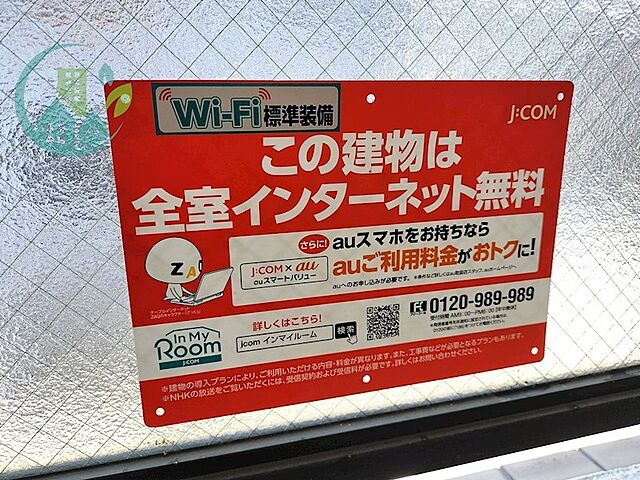 Wi-Fi 標準装備
J:COM
この建物は
全室インターネット無料
さらに! auスマホをお持ちなら
auご利用料金がおトクに!
J:COM × au
auスマートバリュー
auへのお申し込みが必要です。
ZA
0120-989-989
詳しくはこちら!
jcom インマイルーム 検索
In My Room
J:COM
※建物の導入プランにより、ご利用いただける内容・料金が異なります。また、工事費などが必要となるプランもあります。
※NHKの放送をご覧いただくには、受信契約および受信料が必要です。詳しくはお問い合わせください。